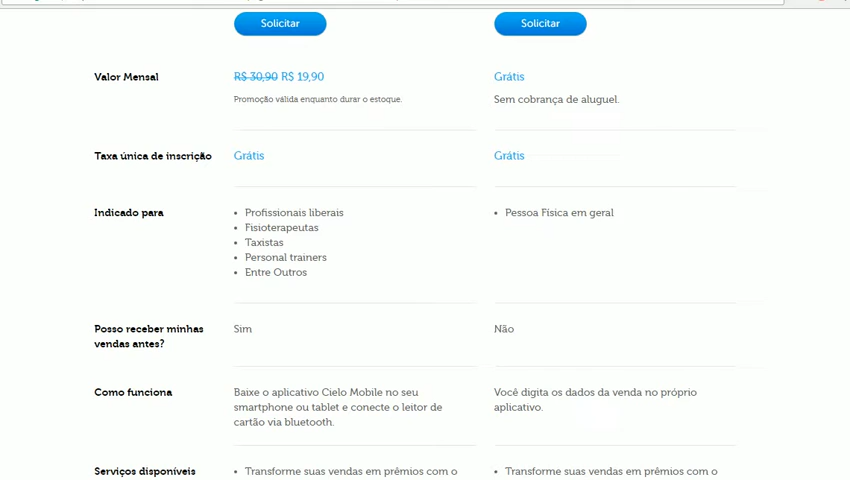 Solicitar Solicitar
Valor Mensal R$ 30,90 R$ 19,90 Grátis
Promoção válida enquanto durar o estoque. Sem cobrança de aluguel.
Taxa única de inscrição Grátis Grátis
Indicado para • Profissionais liberais • Pessoa Física em geral
• Fisioterapeutas
• Taxistas
• Personal trainers
• Entre Outros
Posso receber minhas Sim Não
vendas antes?
Como funciona Baixe o aplicativo Cielo Mobile no seu Você digita os dados da venda no próprio
smartphone ou tablet e conecte o leitor de aplicativo.
cartão via bluetooth.
Serviços disponíveis • Transforme suas vendas em prêmios com o • Transforme suas vendas em prêmios com o